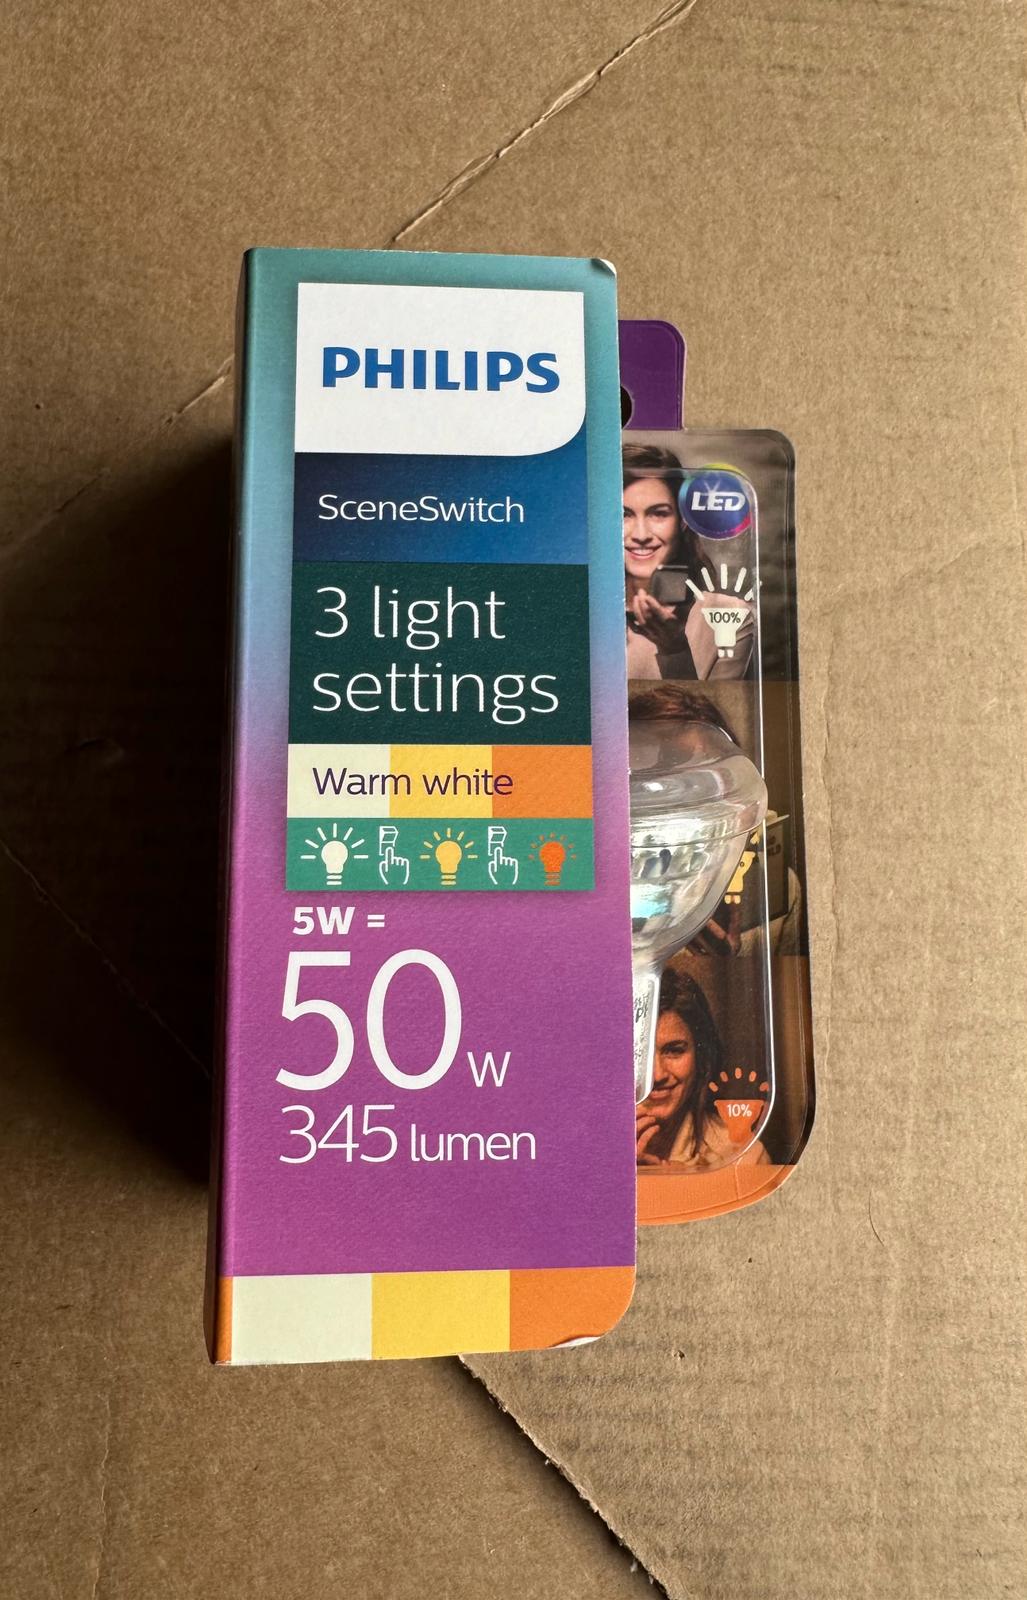 PHILIPS
SceneSwitch
3 light
settings
Warm white
5W =
50W
345 lumen
LED
100%
10%